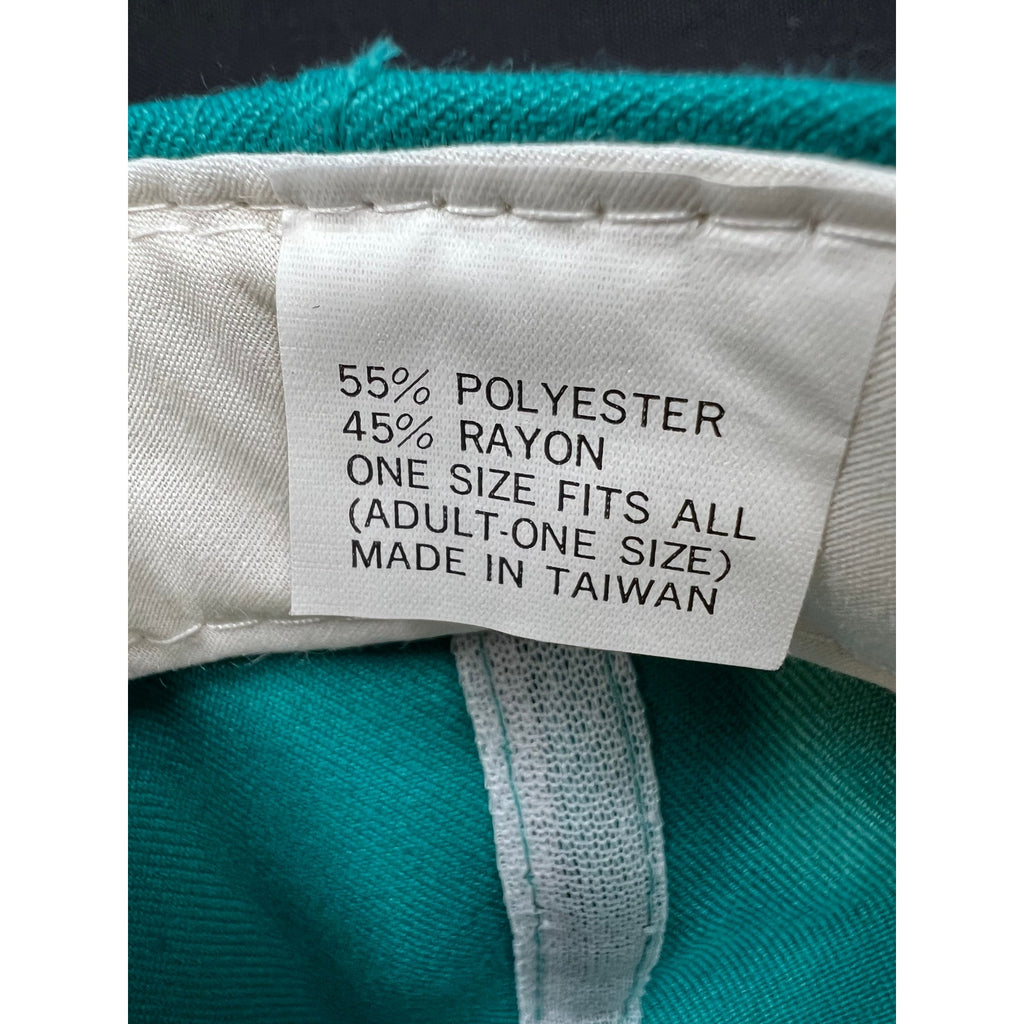 55% POLYESTER
45% RAYON
ONE SIZE FITS ALL
(ADULT-ONE SIZE)
MADE IN TAIWAN